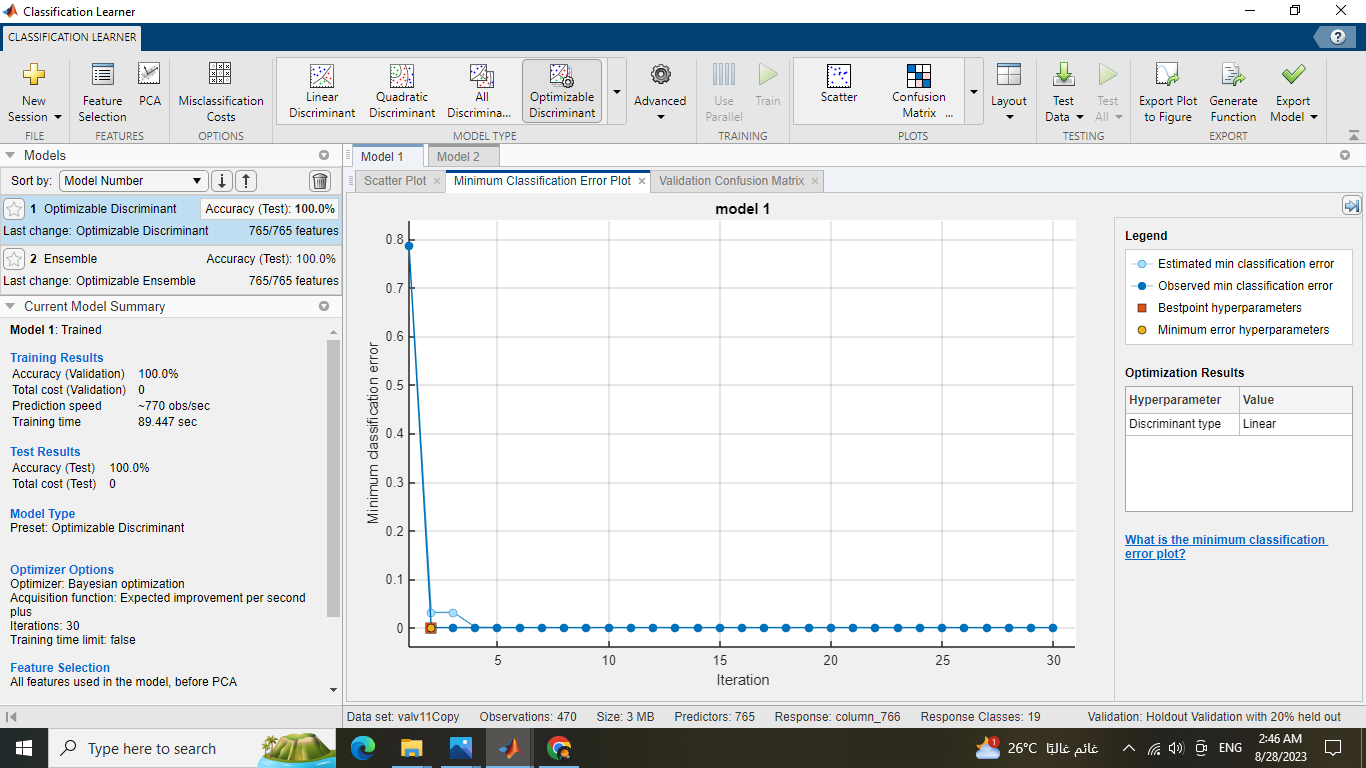 Classification Learner
CLASSIFICATION LEARNER
New Session
Feature Selection
PCA
Misclassification Costs
Linear Discriminant
Quadratic Discriminant
All Discrimina...
Optimizable Discriminant
Advanced
Use Parallel
Train
Scatter
Confusion Matrix ...
Layout
Test Data
Test All
Export Plot to Figure
Generate Function
Export Model
FILE
FEATURES
OPTIONS
MODEL TYPE
TRAINING
PLOTS
TESTING
EXPORT
Models
Sort by: Model Number
1 Optimizable Discriminant Accuracy (Test): 100.0%
Last change: Optimizable Discriminant 765/765 features
2 Ensemble Accuracy (Test): 100.0%
Last change: Optimizable Ensemble 765/765 features
Current Model Summary
Model 1: Trained
Training Results
Accuracy (Validation) 100.0%
Total cost (Validation) 0
Prediction speed ~770 obs/sec
Training time 89.447 sec
Test Results
Accuracy (Test) 100.0%
Total cost (Test) 0
Model Type
Preset: Optimizable Discriminant
Optimizer Options
Optimizer: Bayesian optimization
Acquisition function: Expected improvement per second
plus
Iterations: 30
Training time limit: false
Feature Selection
All features used in the model, before PCA
Model 1 Model 2
Scatter Plot Minimum Classification Error Plot Validation Confusion Matrix
model 1
Minimum classification error
0.8
0.7
0.6
0.5
0.4
0.3
0.2
0.1
0
5 10 15 20 25 30
Iteration
Legend
Estimated min classification error
Observed min classification error
Bestpoint hyperparameters
Minimum error hyperparameters
Optimization Results
Hyperparameter Value
Discriminant type Linear
What is the minimum classification
error plot?
Data set: valv11Copy Observations: 470 Size: 3 MB Predictors: 765 Response: column_766 Response Classes: 19 Validation: Holdout Validation with 20% held out
Type here to search
26°C غائم غالبًا
ENG
2:46 AM
8/28/2023